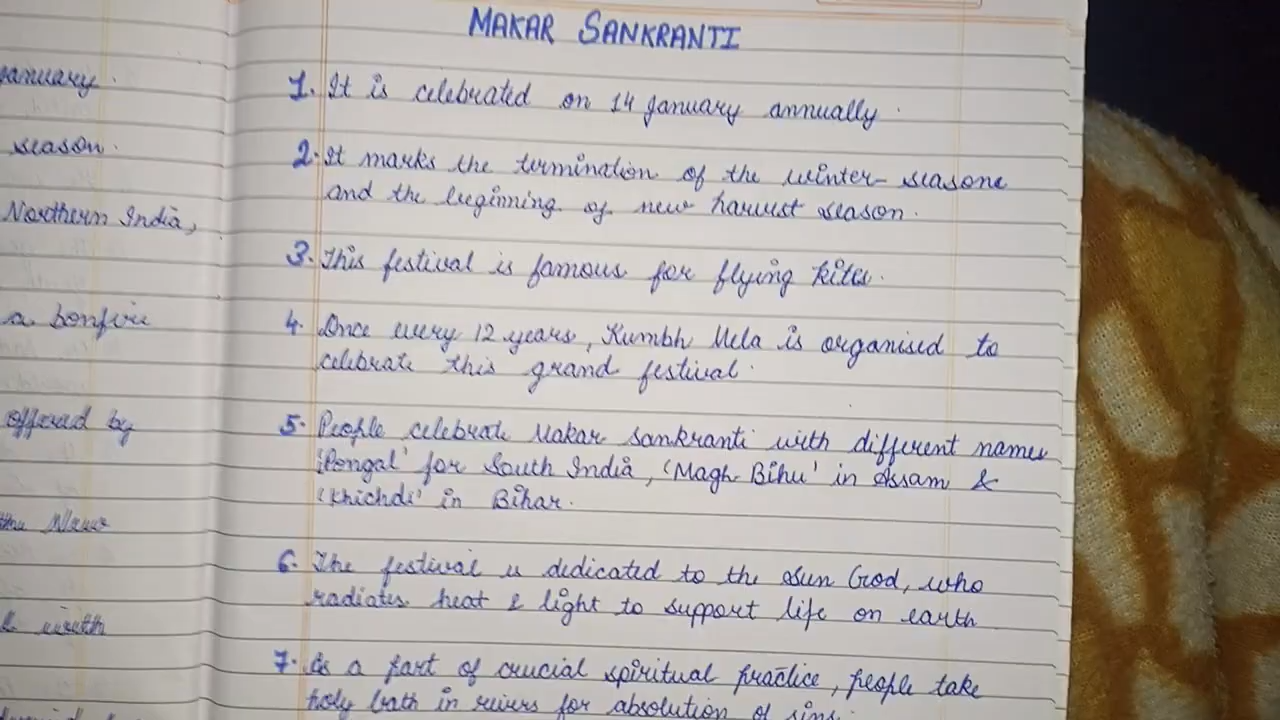 MAKAR SANKRANTI
1. It is celebrated on 14 January annually.
2. It marks the termination of the winter-seasone
and the beginning of new harvest season.
3. This festival is famous for flying kites.
4. Once every 12 years, Kumbh Mela is organised to
celebrate this grand festival.
5. People celebrate Makar Sankranti with different names
'Pongal' for South India, 'Magh Bihu' in Assam &
'Khichdi' in Bihar.
6. The festival is dedicated to the Sun God, who
radiates heat & light to support life on earth
7. As a part of crucial spiritual practice, people take
holy bath in rivers for absolution of sins.
January.
season.
Northern India,
a bonfire
offered by
the New
& with